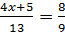 (4x+5)/13 = 8/9